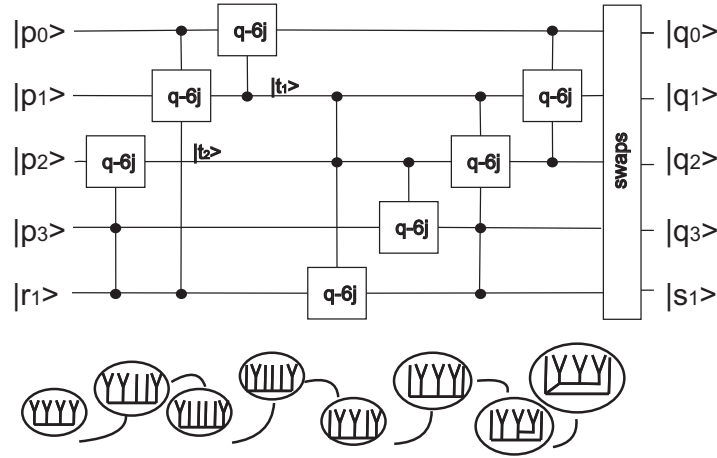 |p0> q-6j |q0>
|p1> q-6j |t1> q-6j |q1>
|p2> q-6j |t2> q-6j |q2>
|p3> q-6j |q3>
|r1> q-6j |s1>
swaps